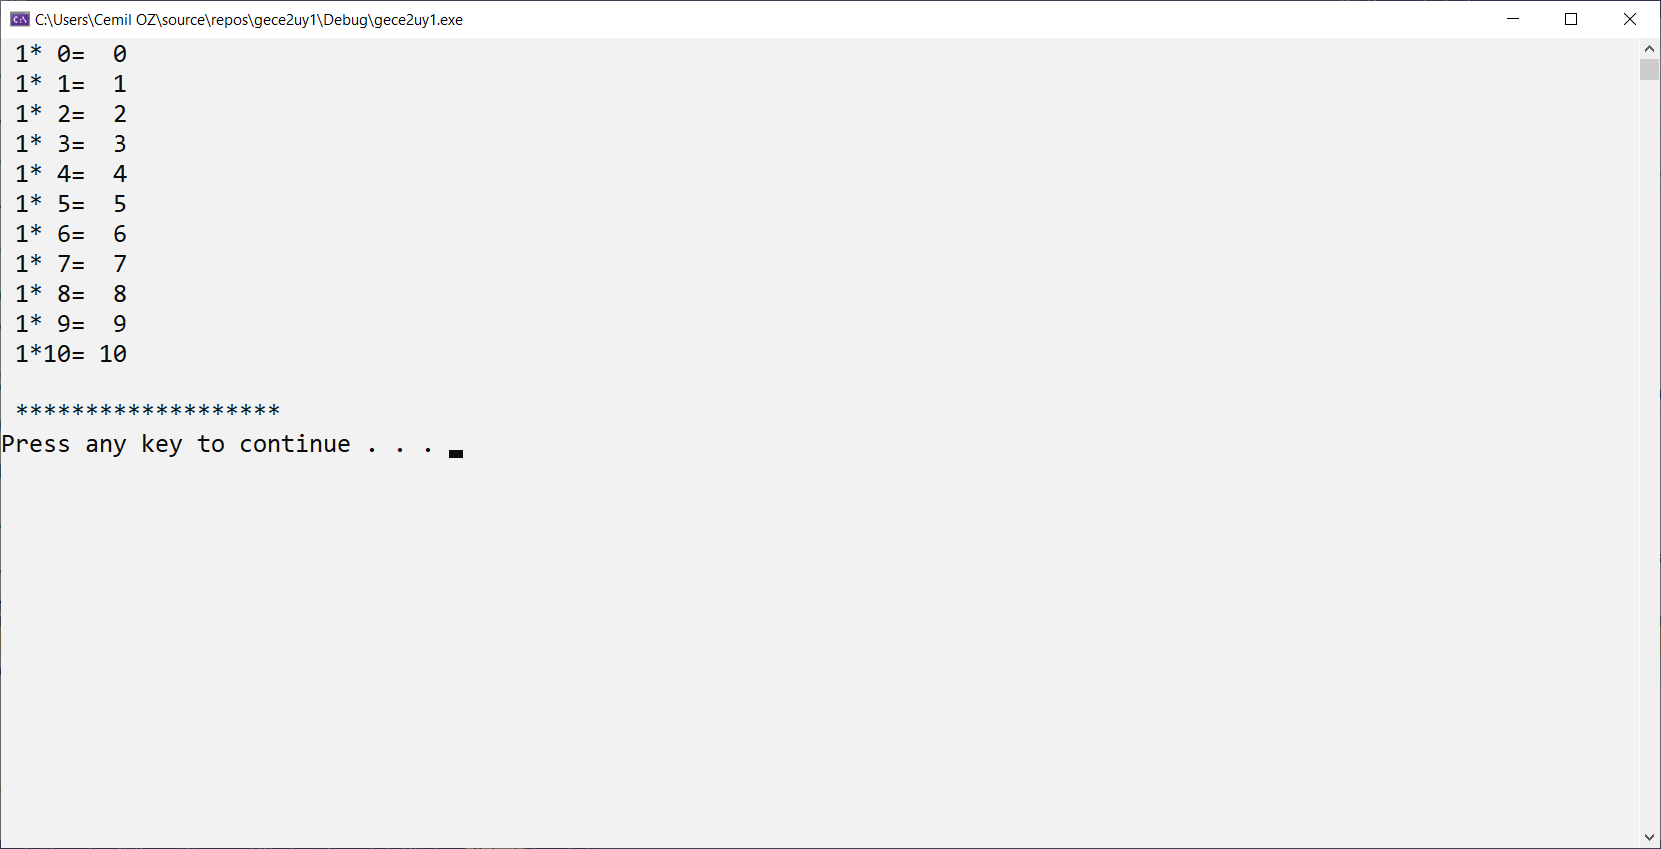 C:\Users\Cemil OZ\source\repos\gece2uy1\Debug\gece2uy1.exe
 1* 0=  0
 1* 1=  1
 1* 2=  2
 1* 3=  3
 1* 4=  4
 1* 5=  5
 1* 6=  6
 1* 7=  7
 1* 8=  8
 1* 9=  9
 1*10= 10
 *******************
Press any key to continue . . .